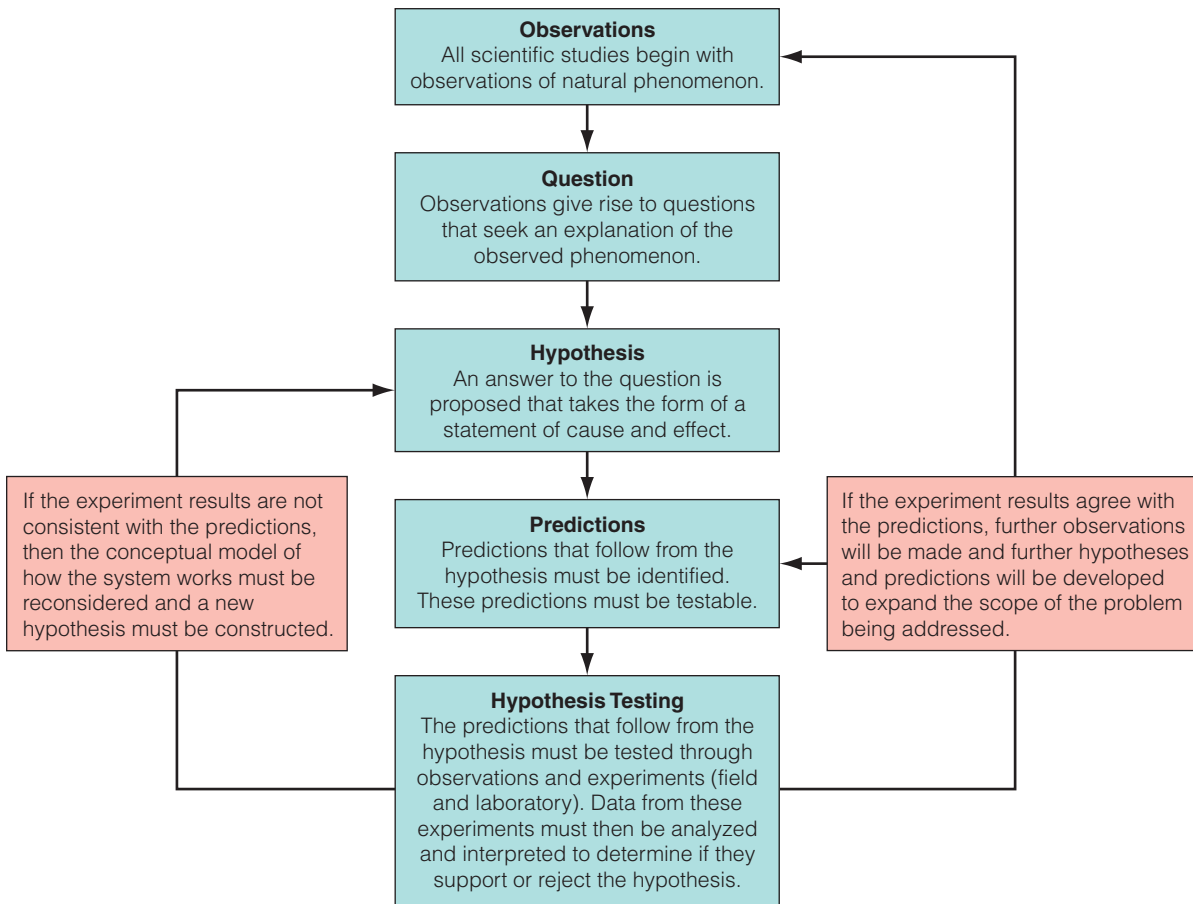 Observations
All scientific studies begin with
observations of natural phenomenon.
Question
Observations give rise to questions
that seek an explanation of the
observed phenomenon.
Hypothesis
An answer to the question is
proposed that takes the form of a
statement of cause and effect.
If the experiment results are not
consistent with the predictions,
then the conceptual model of
how the system works must be
reconsidered and a new
hypothesis must be constructed.
Predictions
Predictions that follow from the
hypothesis must be identified.
These predictions must be testable.
If the experiment results agree with
the predictions, further observations
will be made and further hypotheses
and predictions will be developed
to expand the scope of the problem
being addressed.
Hypothesis Testing
The predictions that follow from the
hypothesis must be tested through
observations and experiments (field
and laboratory). Data from these
experiments must then be analyzed
and interpreted to determine if they
support or reject the hypothesis.